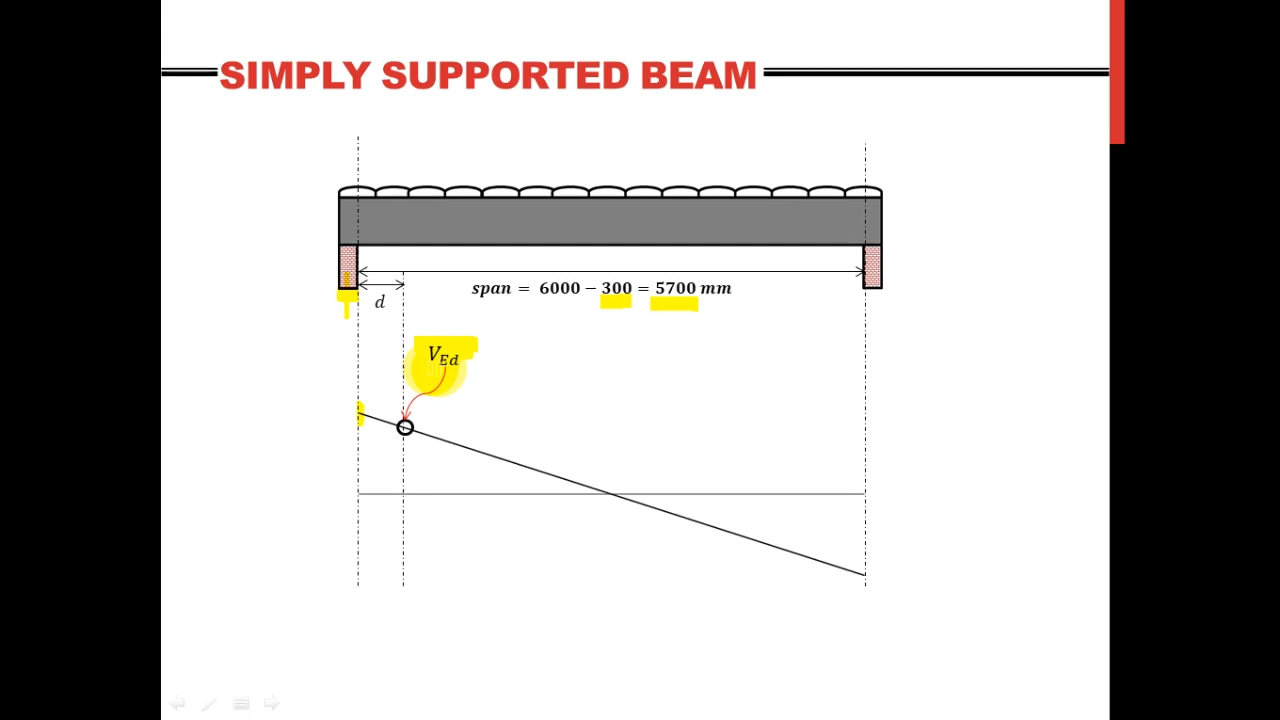 SIMPLY SUPPORTED BEAM
span = 6000 − 300 = 5700 mm
d
V_Ed